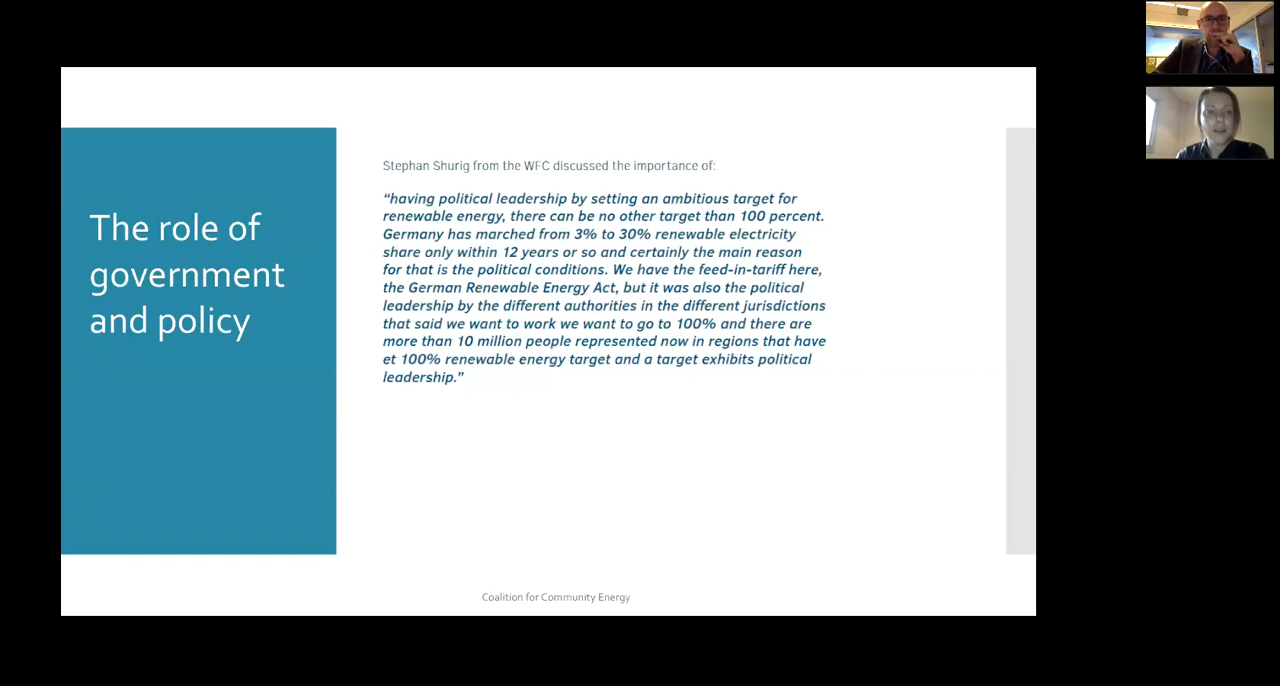 The role of
government
and policy
Stephan Shurig from the WFC discussed the importance of:
“having political leadership by setting an ambitious target for
renewable energy, there can be no other target than 100 percent.
Germany has marched from 3% to 30% renewable electricity
share only within 12 years or so and certainly the main reason
for that is the political conditions. We have the feed-in-tariff here,
the German Renewable Energy Act, but it was also the political
leadership by the different authorities in the different jurisdictions
that said we want to work we want to go to 100% and there are
more than 10 million people represented now in regions that have
et 100% renewable energy target and a target exhibits political
leadership.”
Coalition for Community Energy